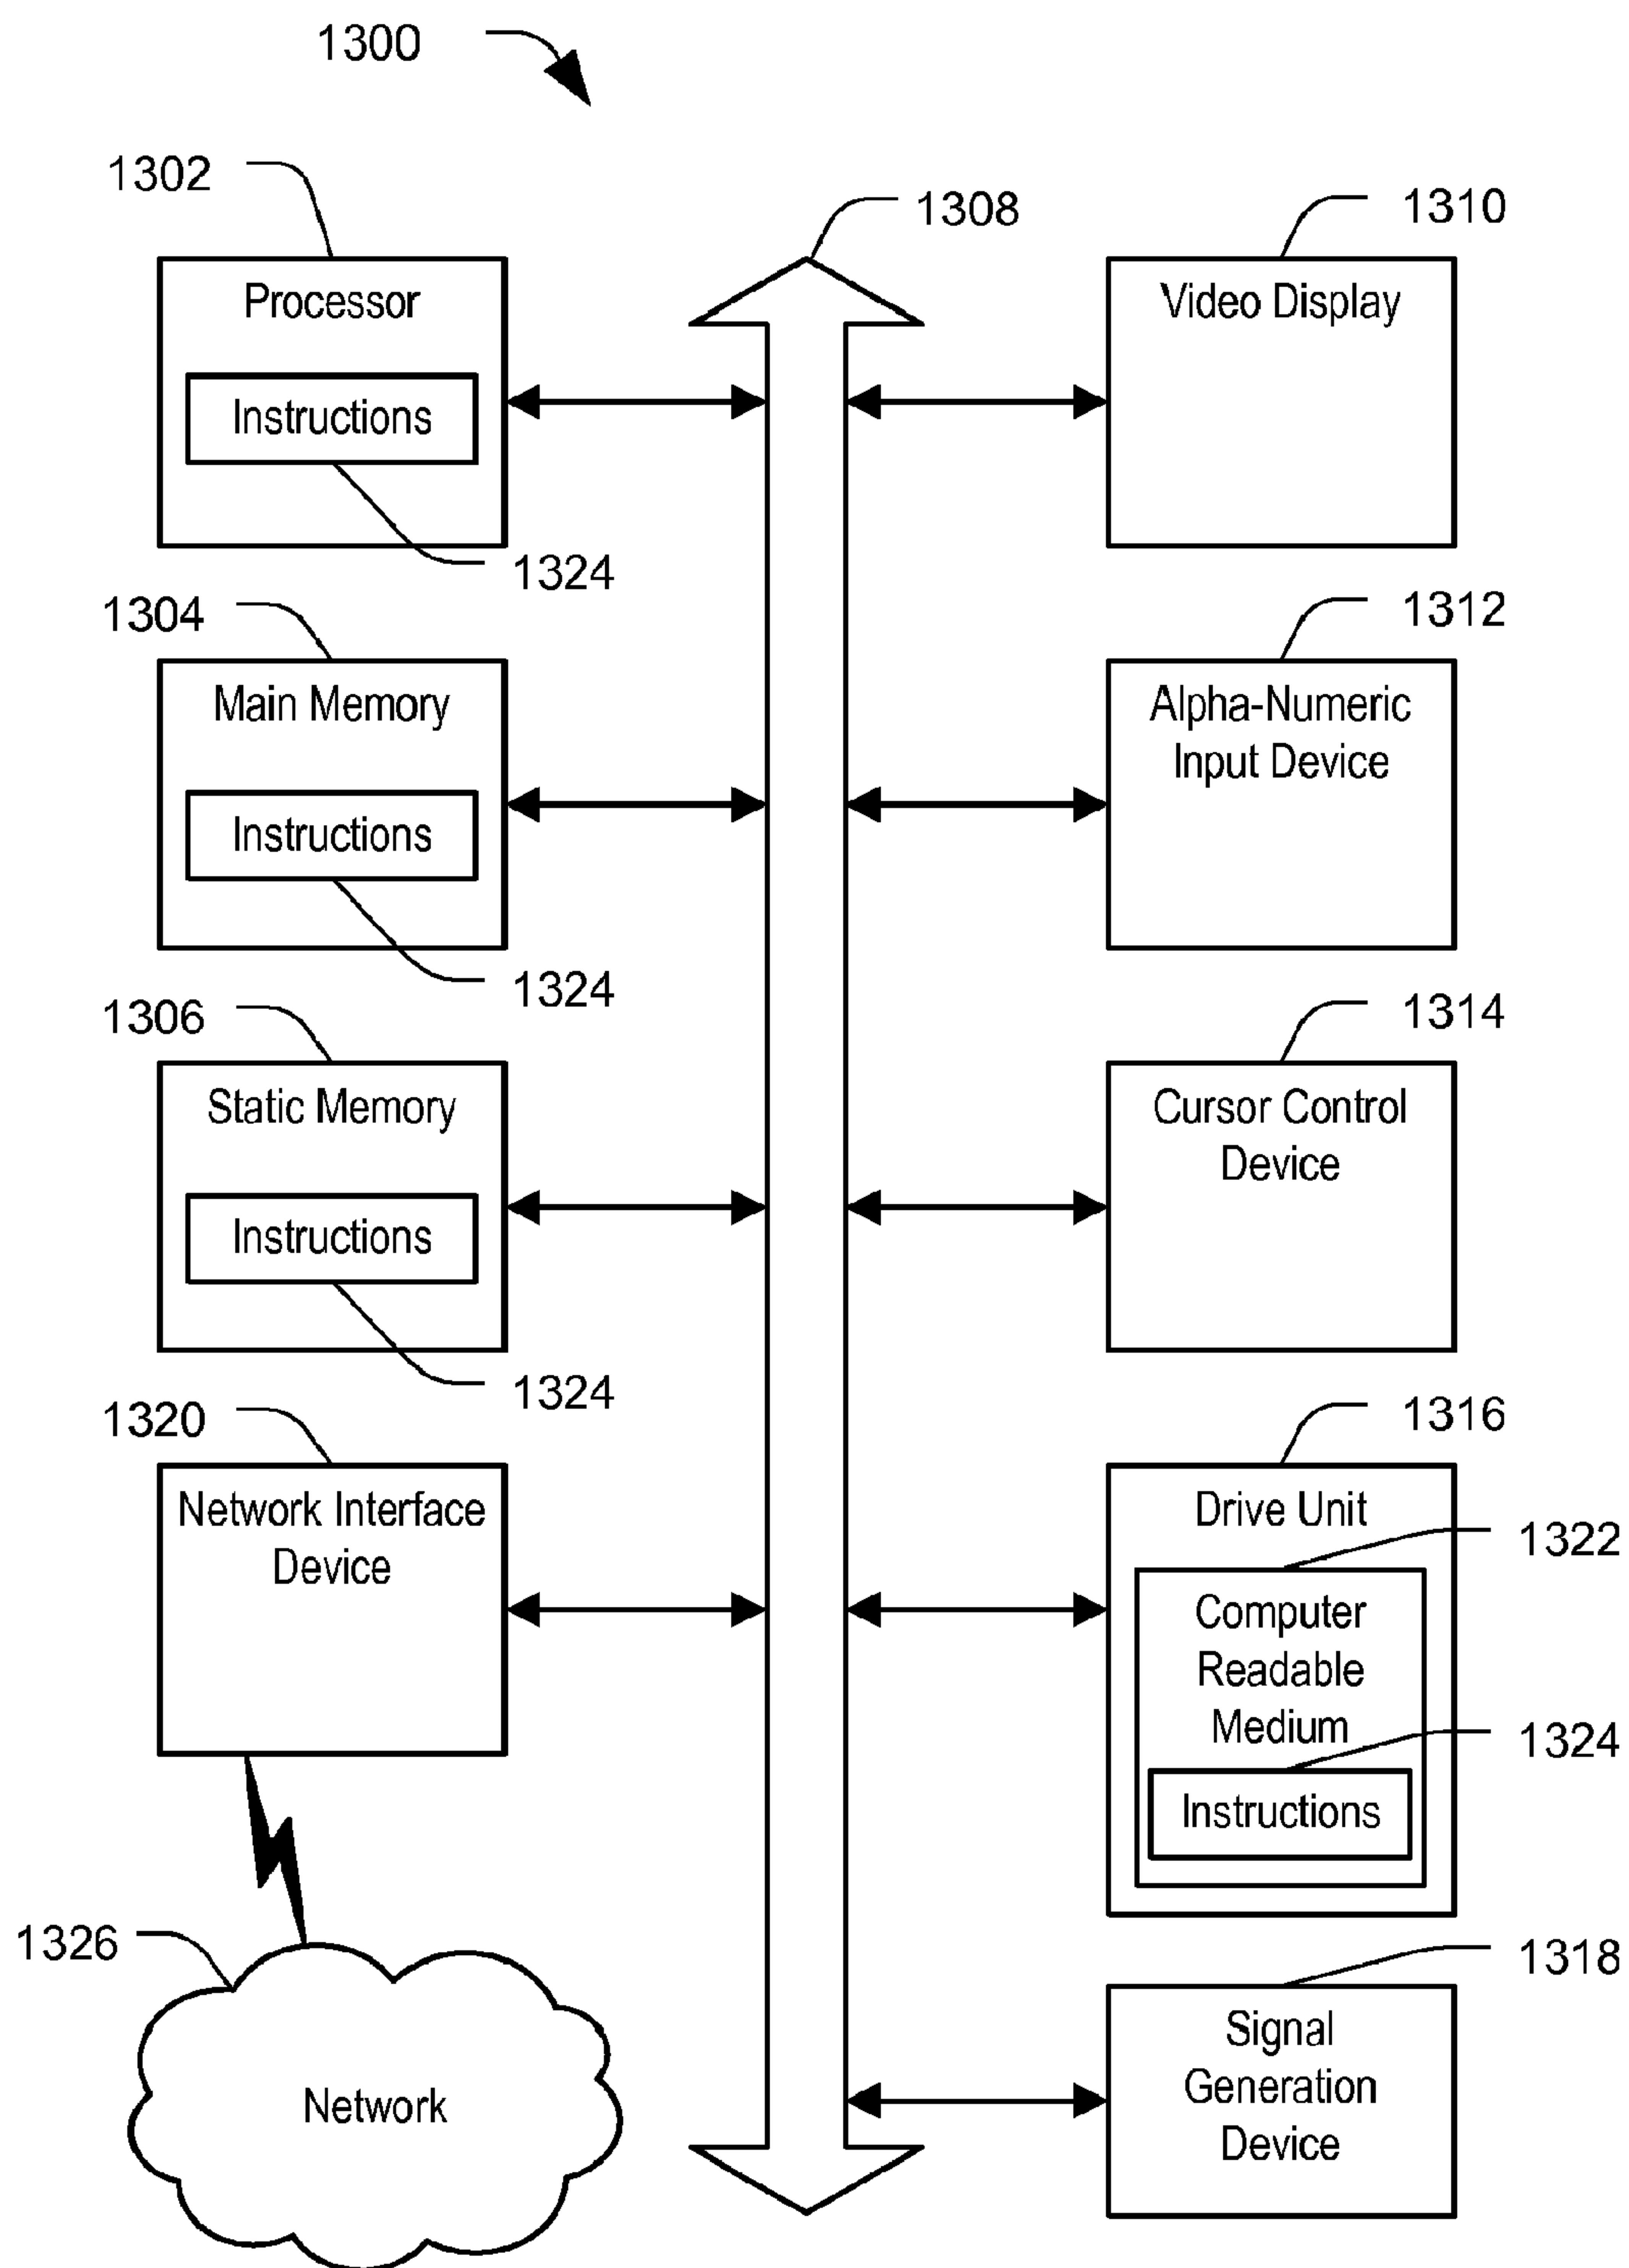 1300
1302
1308
1310
Processor
Instructions
1324
Video Display
1304
1312
Main Memory
Instructions
1324
Alpha-Numeric
Input Device
1306
1314
Static Memory
Instructions
1324
Cursor Control
Device
1320
1316
Network Interface
Device
Drive Unit
1322
Computer
Readable
Medium
1324
Instructions
1326
Network
1318
Signal
Generation
Device